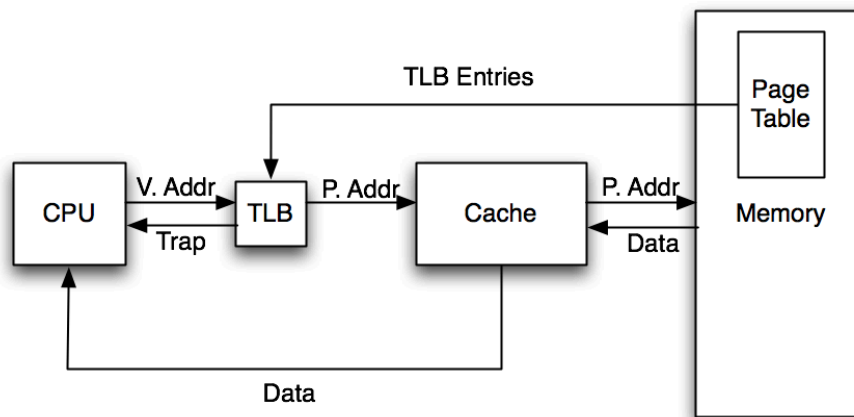 TLB Entries
Page
Table
CPU
V. Addr
Trap
TLB
P. Addr
Cache
P. Addr
Data
Memory
Data